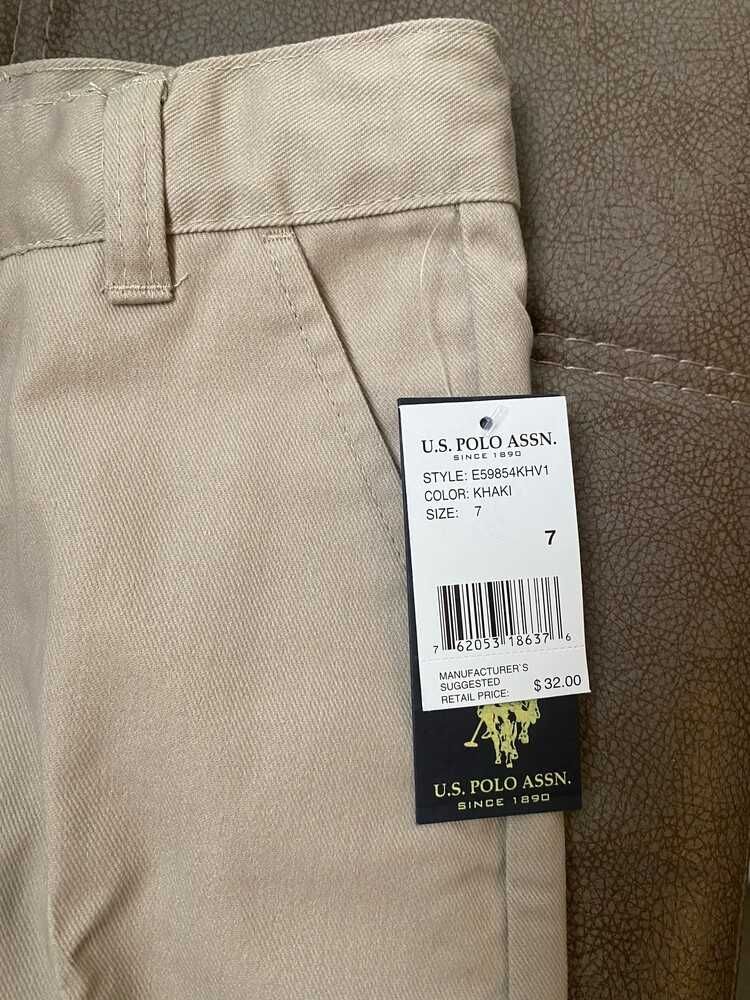 U.S. POLO ASSN.
SINCE 1890
STYLE: E59854KHV1
COLOR: KHAKI
SIZE: 7
7
7 62053 18637 6
MANUFACTURER`S
SUGGESTED
RETAIL PRICE: $ 32.00
U.S. POLO ASSN.
SINCE 1890